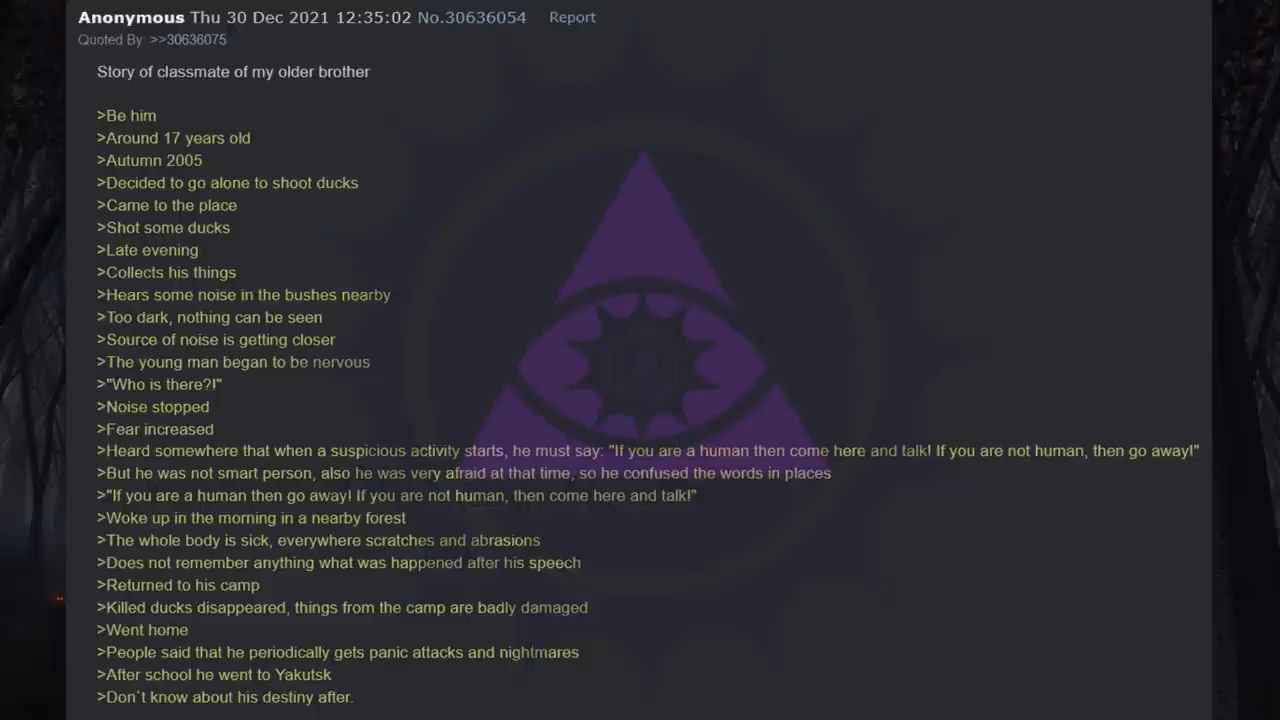 Anonymous Thu 30 Dec 2021 12:35:02 No.30636054 Report
Quoted By: >>30636075
Story of classmate of my older brother
>Be him
>Around 17 years old
>Autumn 2005
>Decided to go alone to shoot ducks
>Came to the place
>Shot some ducks
>Late evening
>Collects his things
>Hears some noise in the bushes nearby
>Too dark, nothing can be seen
>Source of noise is getting closer
>The young man began to be nervous
>"Who is there?!"
>Noise stopped
>Fear increased
>Heard somewhere that when a suspicious activity starts, he must say: "If you are a human then come here and talk! If you are not human, then go away!"
>But he was not smart person, also he was very afraid at that time, so he confused the words in places
>"If you are a human then go away! If you are not human, then come here and talk!"
>Woke up in the morning in a nearby forest
>The whole body is sick, everywhere scratches and abrasions
>Does not remember anything what was happened after his speech
>Returned to his camp
>Killed ducks disappeared, things from the camp are badly damaged
>Went home
>People said that he periodically gets panic attacks and nightmares
>After school he went to Yakutsk
>Don`t know about his destiny after.